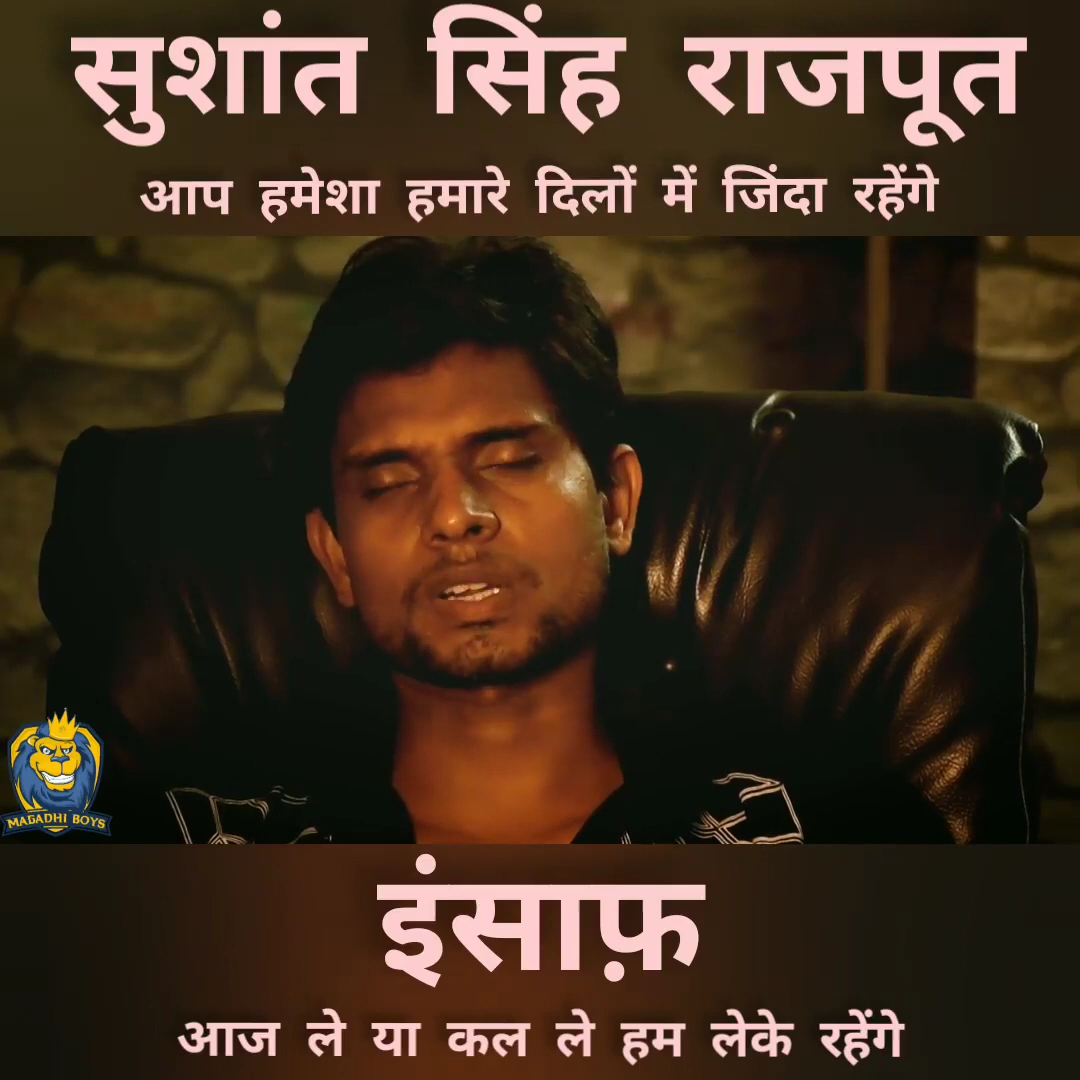 सुशांत सिंह राजपूत
आप हमेशा हमारे दिलों में जिंदा रहेंगे
MAGADHI BOYS
इंसाफ़
आज ले या कल ले हम लेके रहेंगे